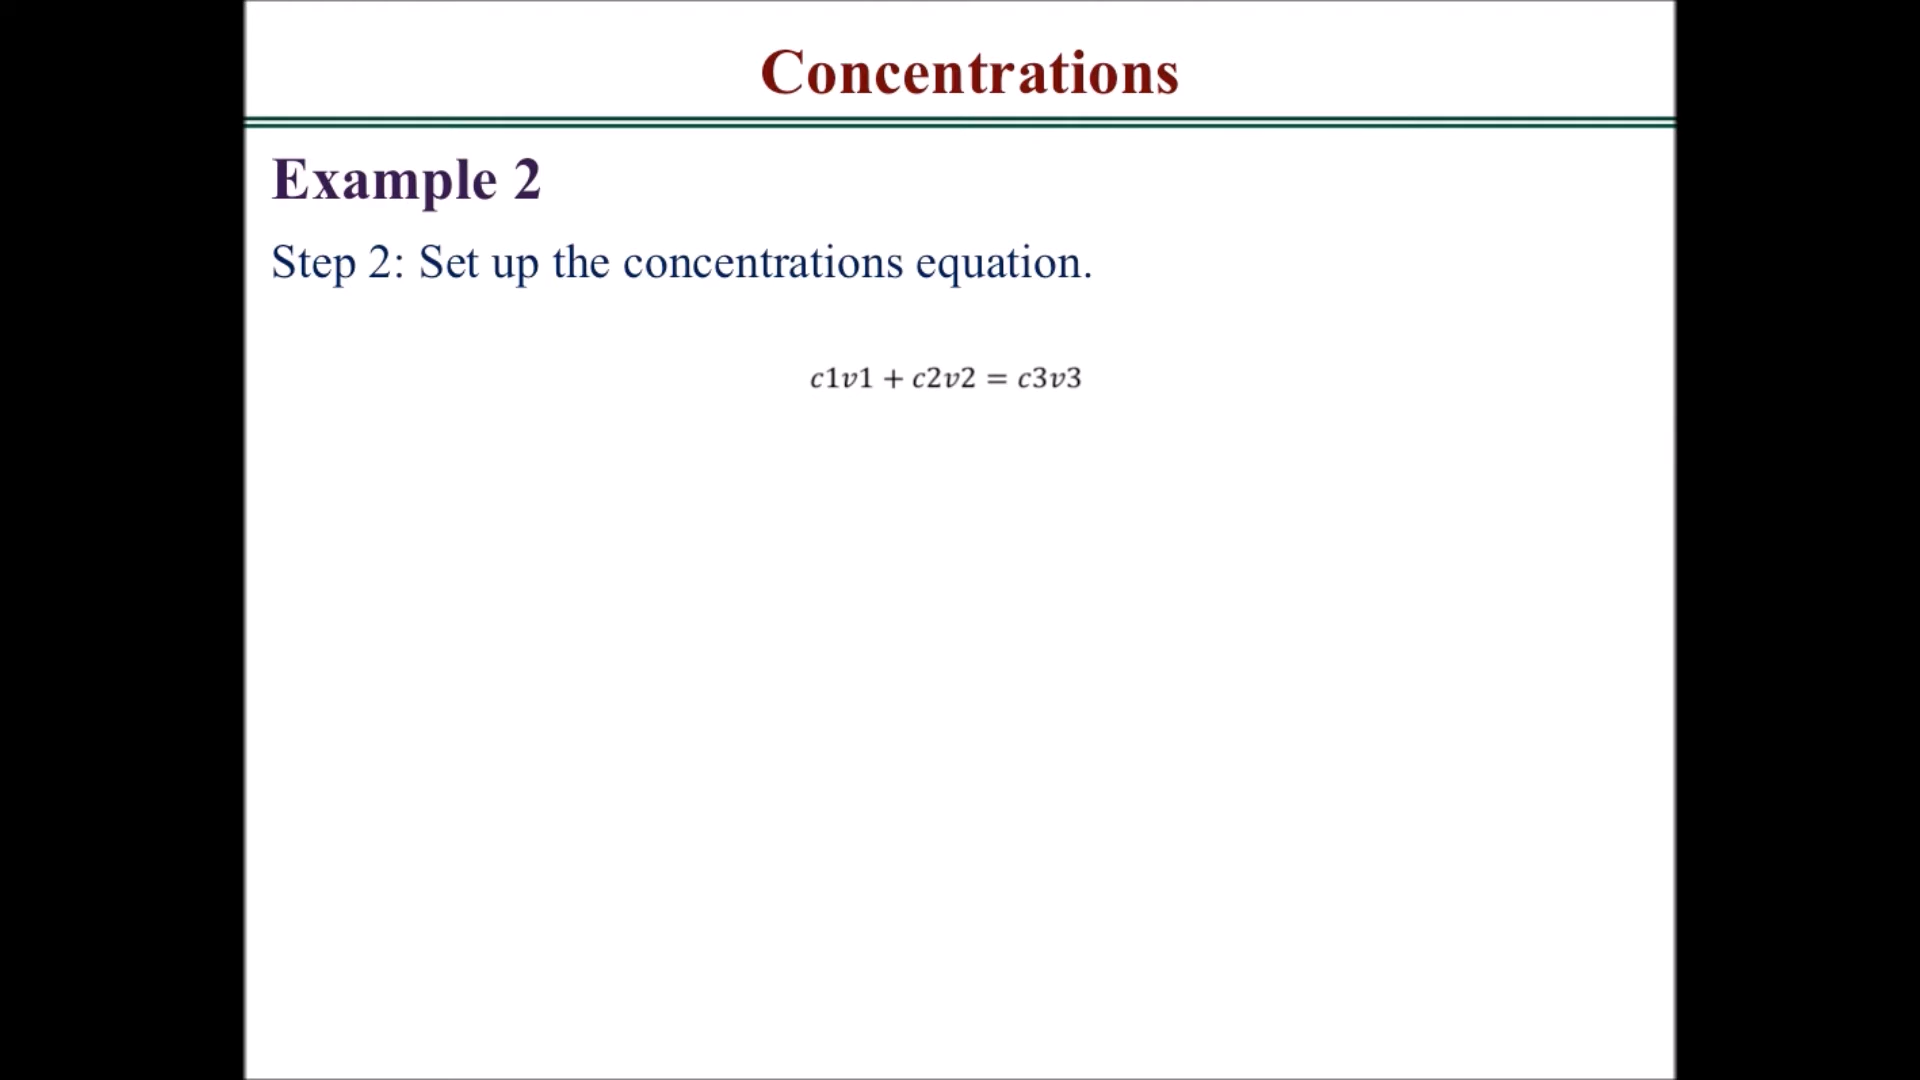 Concentrations
Example 2
Step 2: Set up the concentrations equation.
c1v1 + c2v2 = c3v3